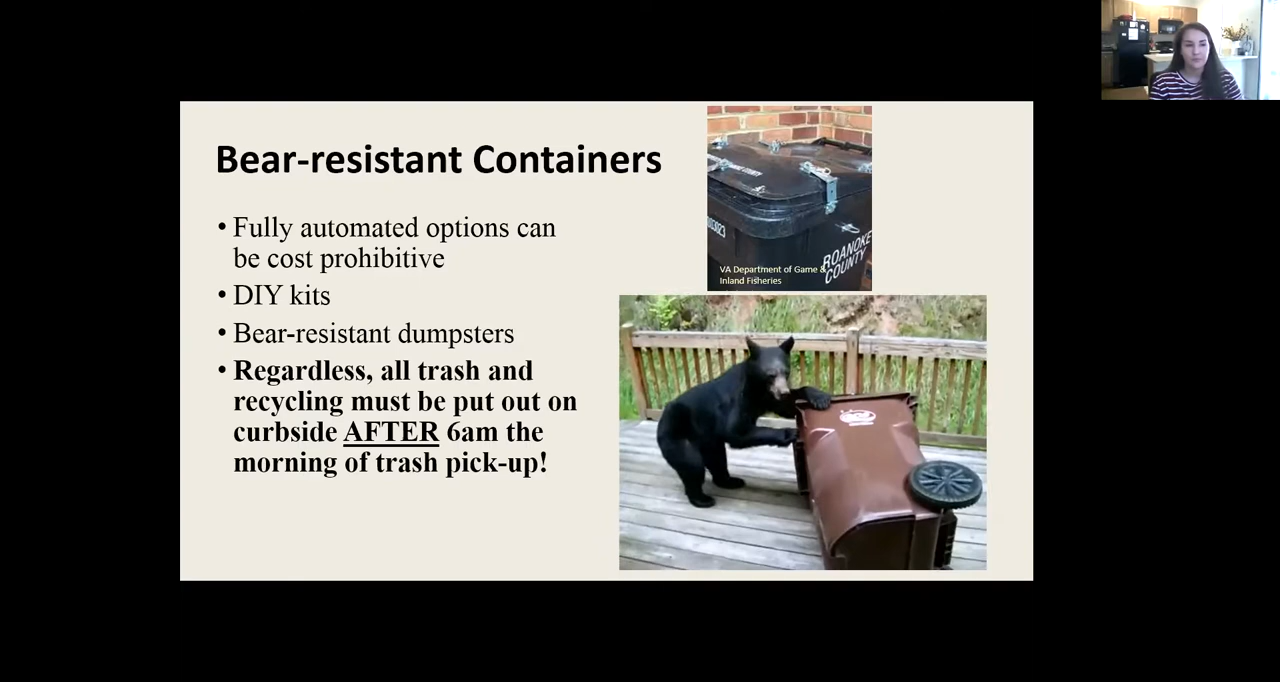 Bear-resistant Containers
• Fully automated options can
be cost prohibitive
• DIY kits
• Bear-resistant dumpsters
• Regardless, all trash and
recycling must be put out on
curbside AFTER 6am the
morning of trash pick-up!
ROANOKE
COUNTY
VA Department of Game &
Inland Fisheries